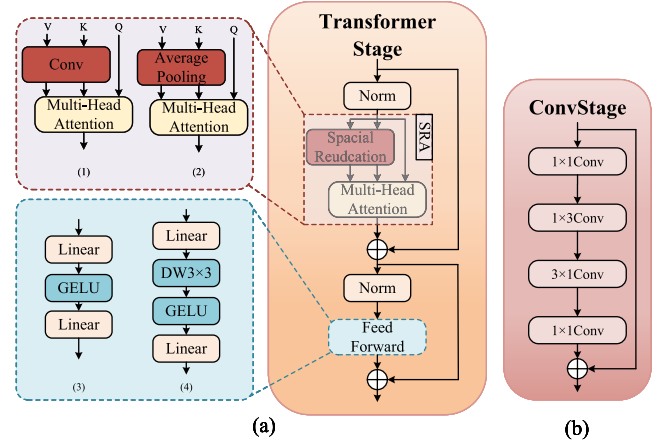 V K Q
Conv
Multi-Head
Attention
(1)
V K Q
Average
Pooling
Multi-Head
Attention
(2)
Linear
GELU
Linear
(3)
Linear
DW3×3
GELU
Linear
(4)
Transformer
Stage
Norm
SRA
Spacial
Reudcation
Multi-Head
Attention
Norm
Feed
Forward
(a)
ConvStage
1×1Conv
1×3Conv
3×1Conv
1×1Conv
(b)